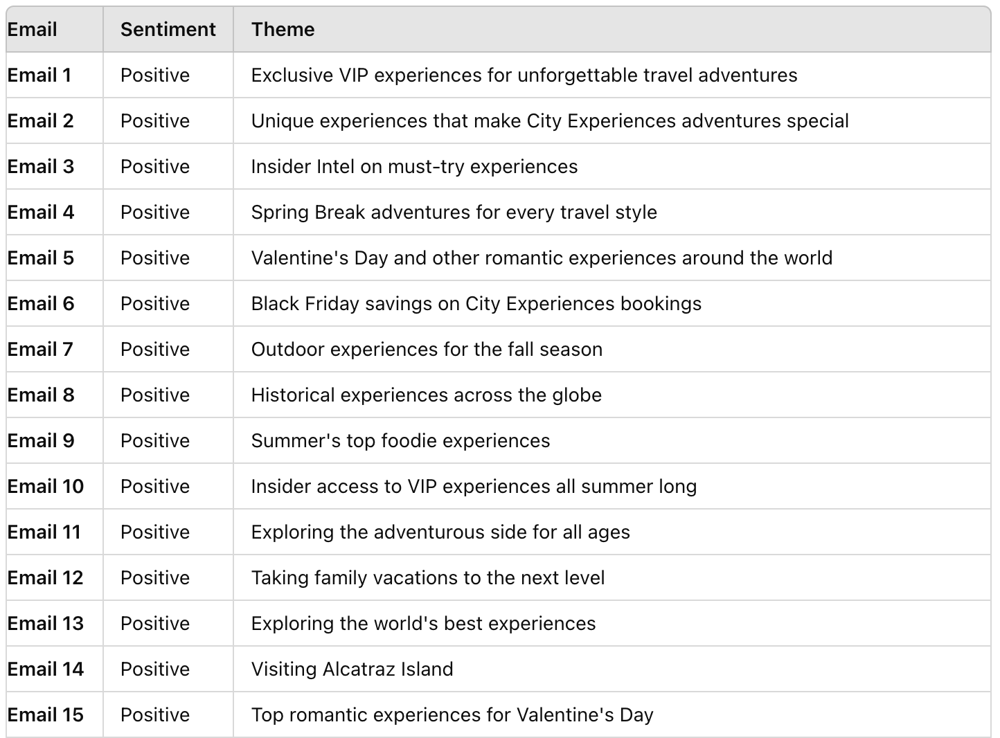 Email Sentiment Theme
Email 1 Positive Exclusive VIP experiences for unforgettable travel adventures
Email 2 Positive Unique experiences that make City Experiences adventures special
Email 3 Positive Insider Intel on must-try experiences
Email 4 Positive Spring Break adventures for every travel style
Email 5 Positive Valentine's Day and other romantic experiences around the world
Email 6 Positive Black Friday savings on City Experiences bookings
Email 7 Positive Outdoor experiences for the fall season
Email 8 Positive Historical experiences across the globe
Email 9 Positive Summer's top foodie experiences
Email 10 Positive Insider access to VIP experiences all summer long
Email 11 Positive Exploring the adventurous side for all ages
Email 12 Positive Taking family vacations to the next level
Email 13 Positive Exploring the world's best experiences
Email 14 Positive Visiting Alcatraz Island
Email 15 Positive Top romantic experiences for Valentine's Day